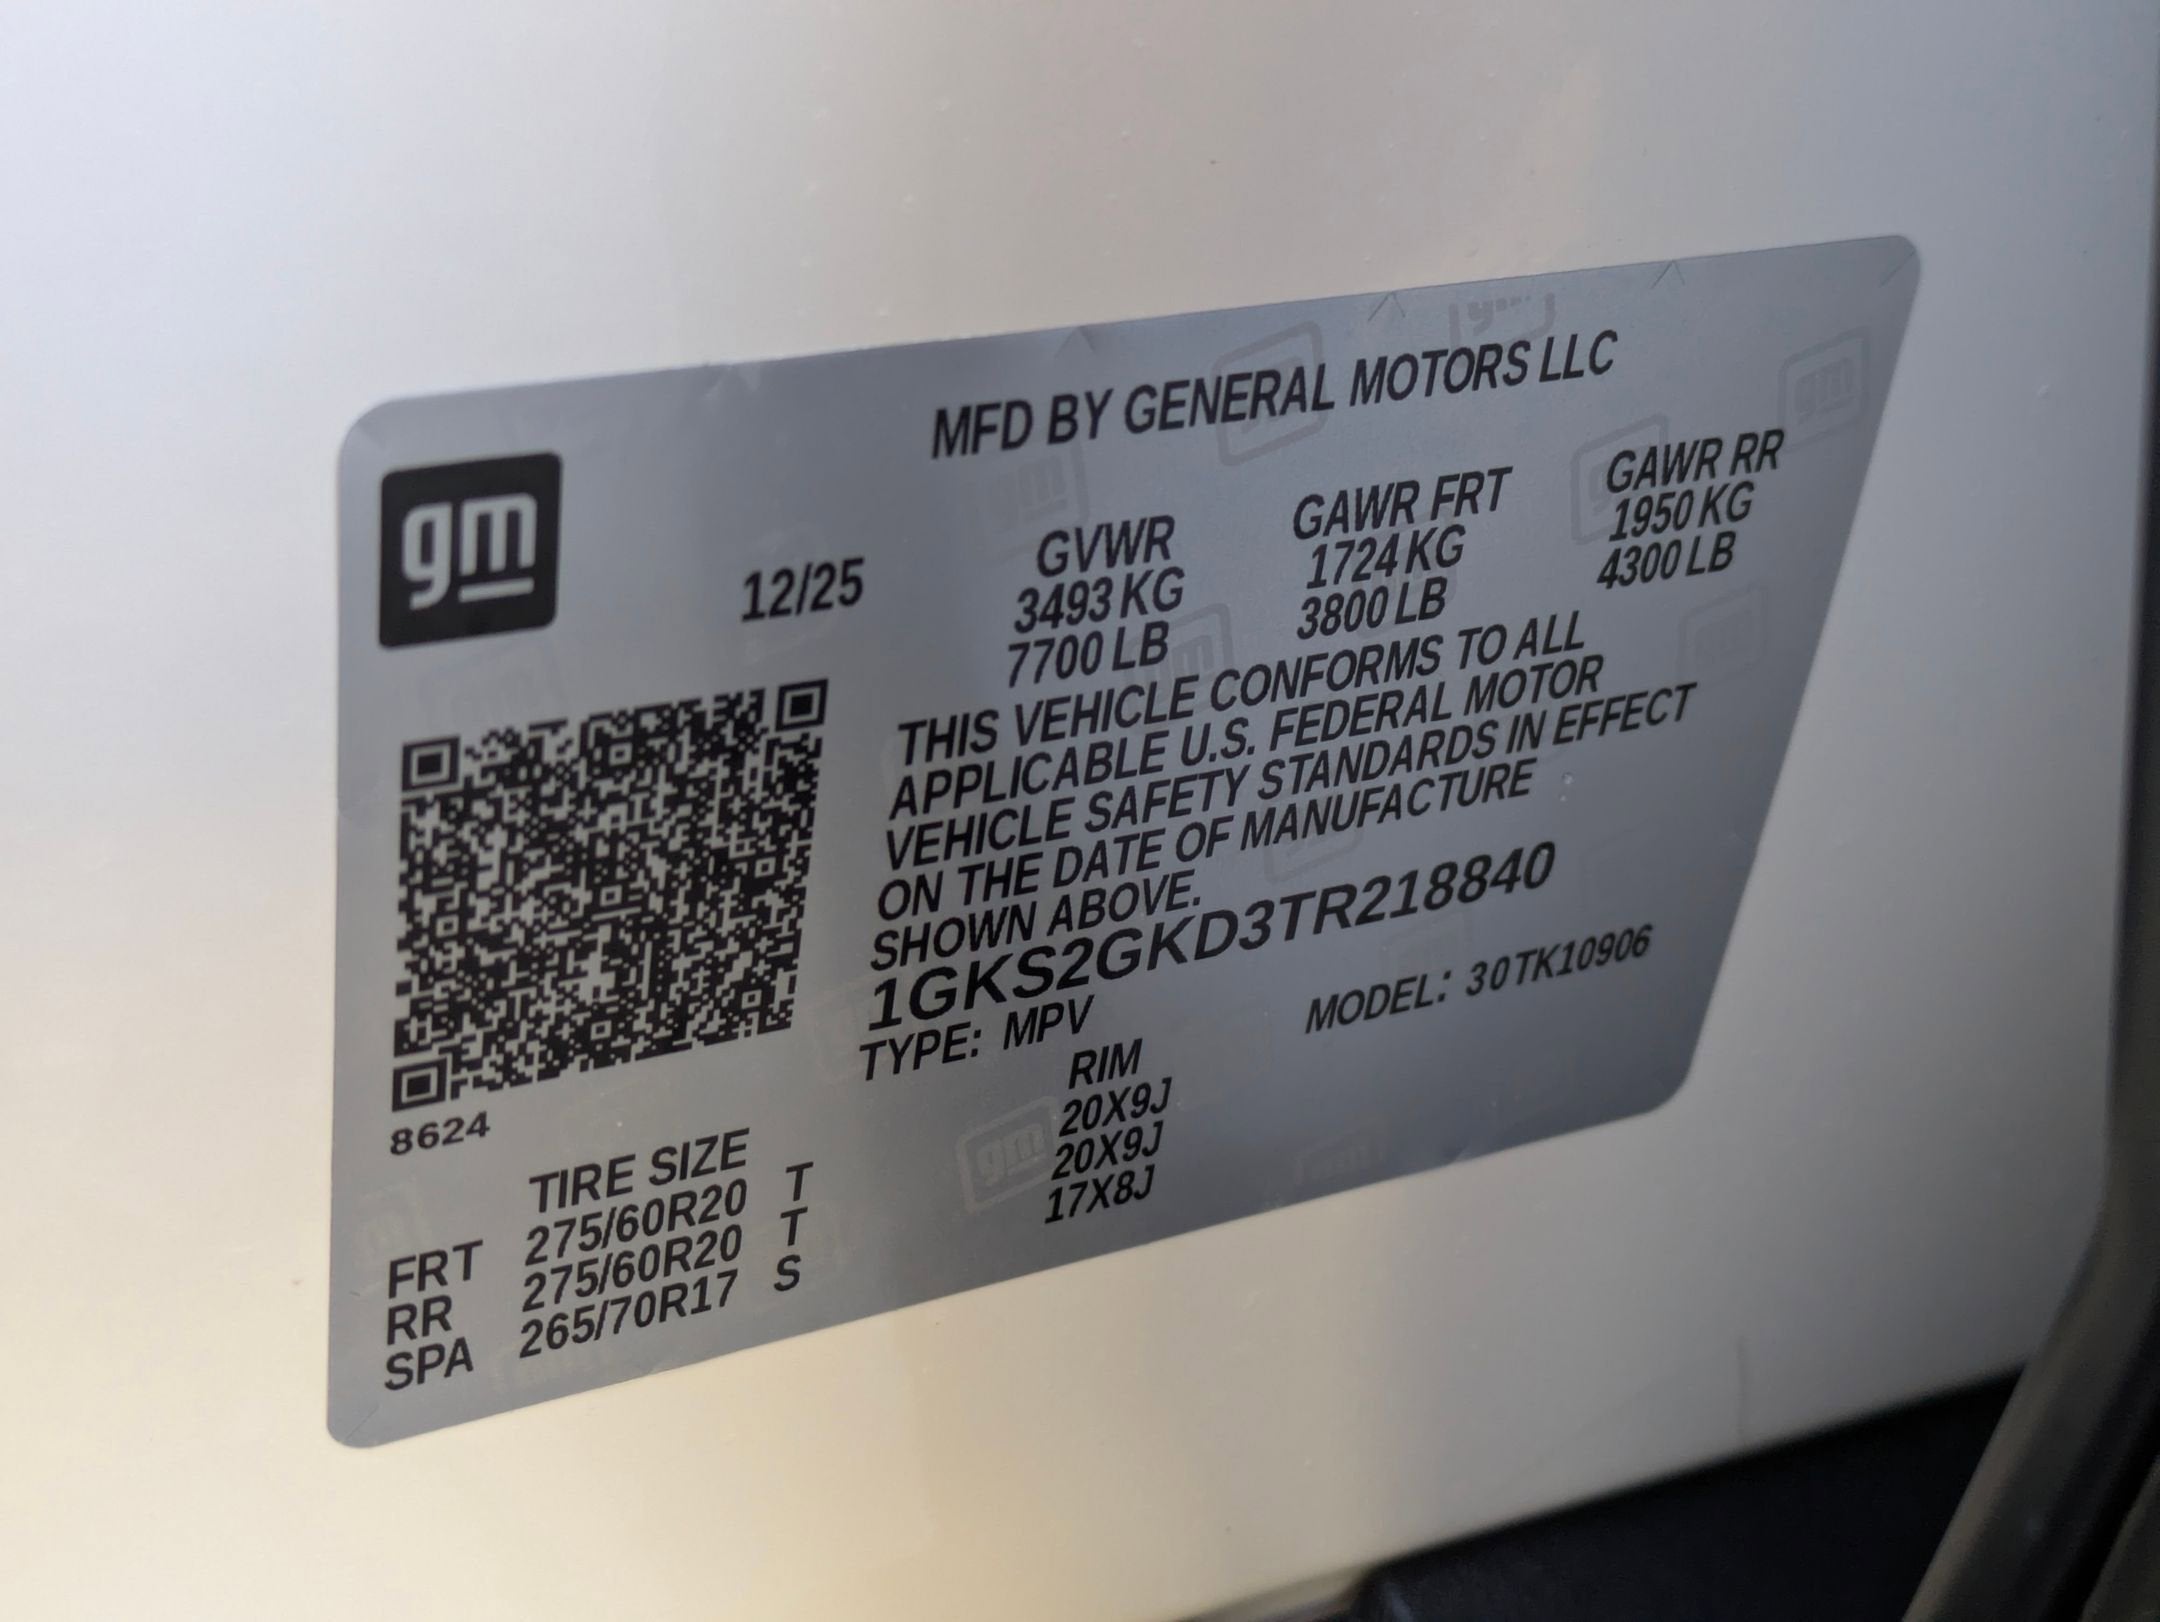 MFD BY GENERAL MOTORS LLC
gm
12/25
GVWR GAWR FRT GAWR RR
3493 KG 1724 KG 1950 KG
7700 LB 3800 LB 4300 LB
THIS VEHICLE CONFORMS TO ALL
APPLICABLE U.S. FEDERAL MOTOR
VEHICLE SAFETY STANDARDS IN EFFECT
ON THE DATE OF MANUFACTURE
SHOWN ABOVE.
1GKS2GKD3TR218840
TYPE: MPV MODEL: 30TK10906
8624
TIRE SIZE RIM
FRT 275/60R20 T 20X9J
RR 275/60R20 T 20X9J
SPA 265/70R17 S 17X8J